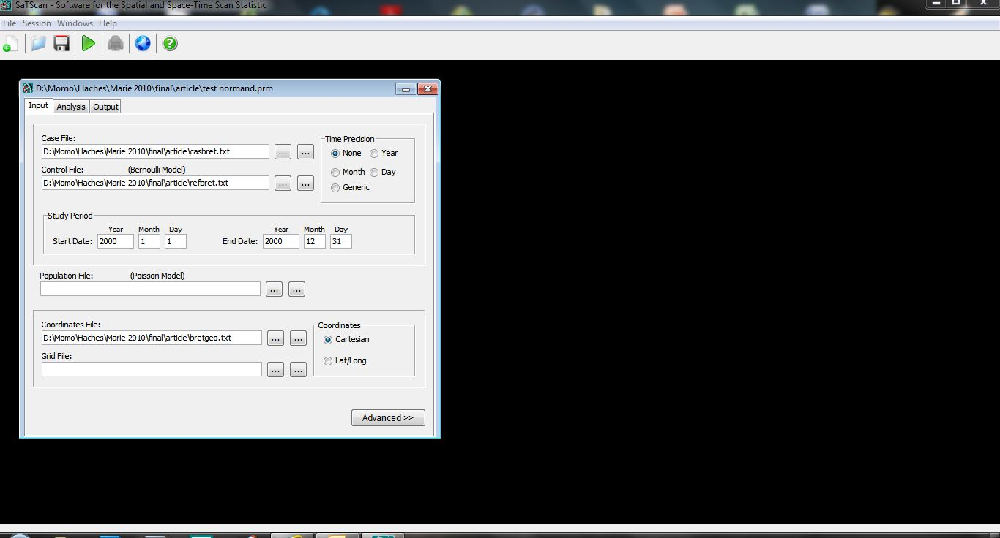 SaTScan - Software for the Spatial and Space-Time Scan Statistic
File Session Windows Help
D:\Momo\Haches\Marie 2010\final\article\test normand.prm
Input Analysis Output
Case File:
D:\Momo\Haches\Marie 2010\final\article\casbret.txt ... ...
Control File: (Bernoulli Model)
D:\Momo\Haches\Marie 2010\final\article\refbret.txt ... ...
Time Precision
None Year
Month Day
Generic
Study Period
Year Month Day Year Month Day
Start Date: 2000 1 1 End Date: 2000 12 31
Population File: (Poisson Model)
... ...
Coordinates File:
D:\Momo\Haches\Marie 2010\final\article\bretgeo.txt ... ...
Grid File:
... ...
Coordinates
Cartesian
Lat/Long
Advanced >>